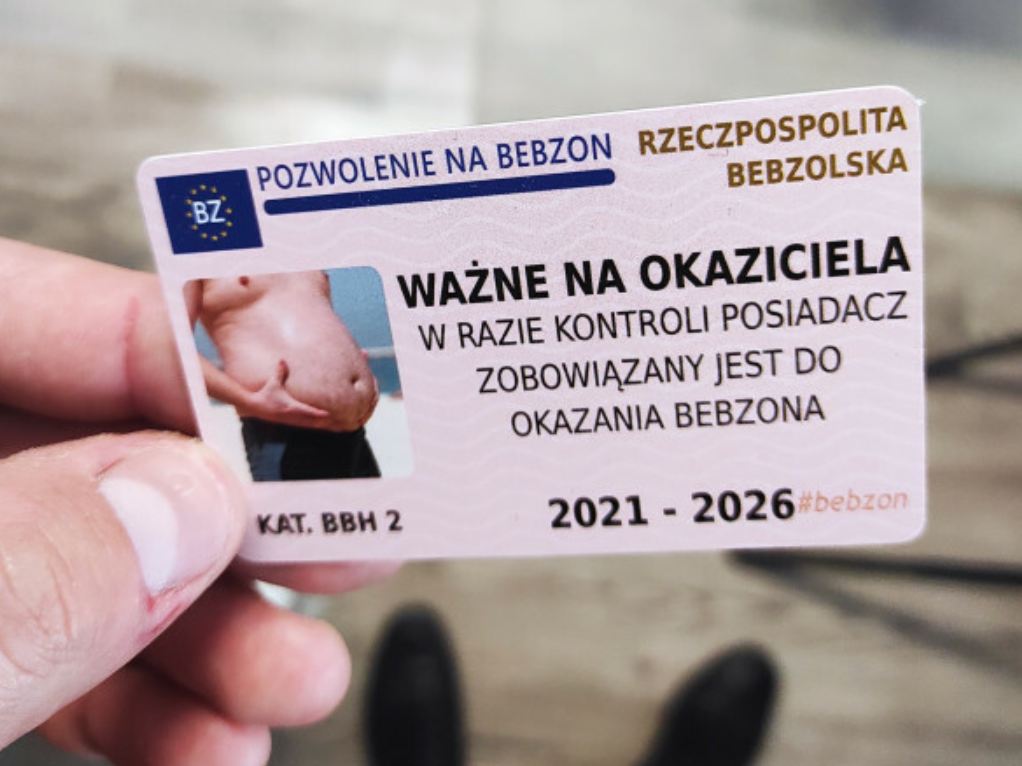 POZWOLENIE NA BEBZON
RZECZPOSPOLITA
BEBZOLSKA
BZ
WAŻNE NA OKAZICIELA
W RAZIE KONTROLI POSIADACZ
ZOBOWIĄZANY JEST DO
OKAZANIA BEBZONA
KAT. BBH 2
2021 - 2026
#bebzon